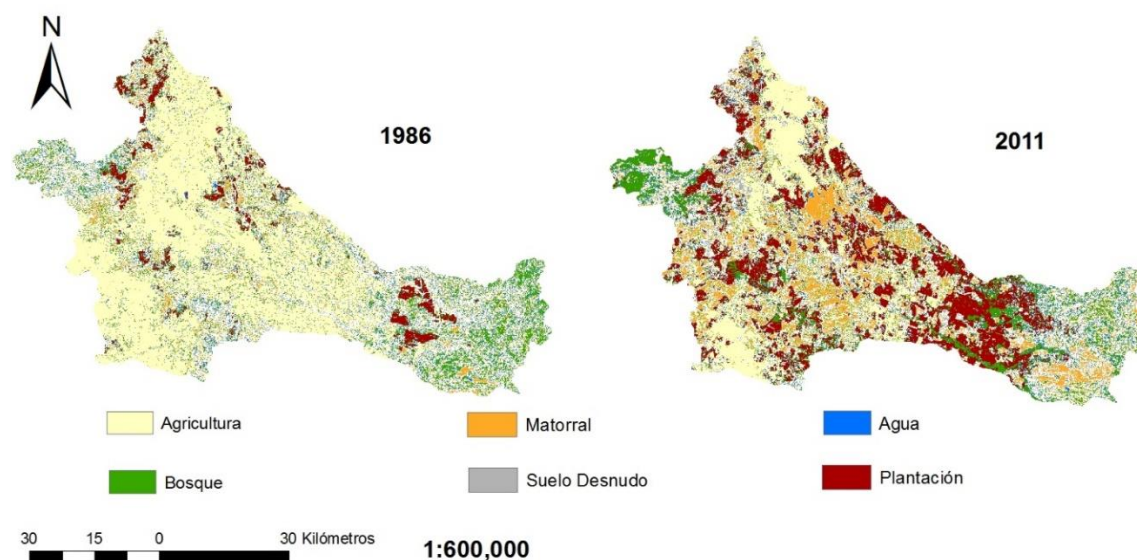 N
1986
2011
Agricultura
Matorral
Agua
Bosque
Suelo Desnudo
Plantación
30 15 0 30 Kilómetros
1:600,000